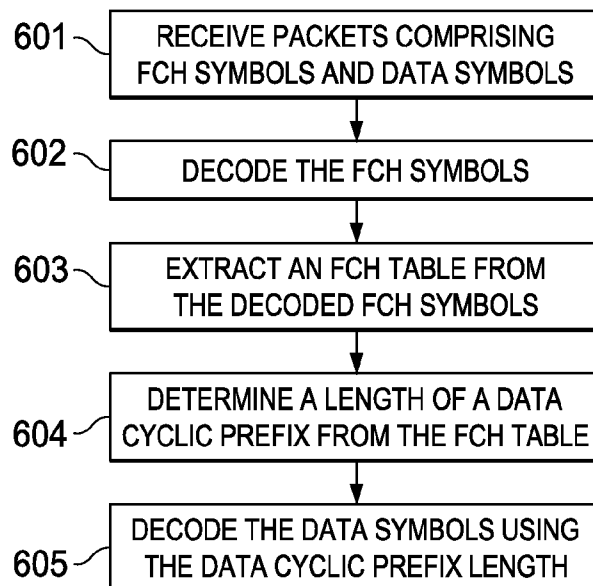 601
RECEIVE PACKETS COMPRISING
FCH SYMBOLS AND DATA SYMBOLS
602
DECODE THE FCH SYMBOLS
603
EXTRACT AN FCH TABLE FROM
THE DECODED FCH SYMBOLS
604
DETERMINE A LENGTH OF A DATA
CYCLIC PREFIX FROM THE FCH TABLE
605
DECODE THE DATA SYMBOLS USING
THE DATA CYCLIC PREFIX LENGTH